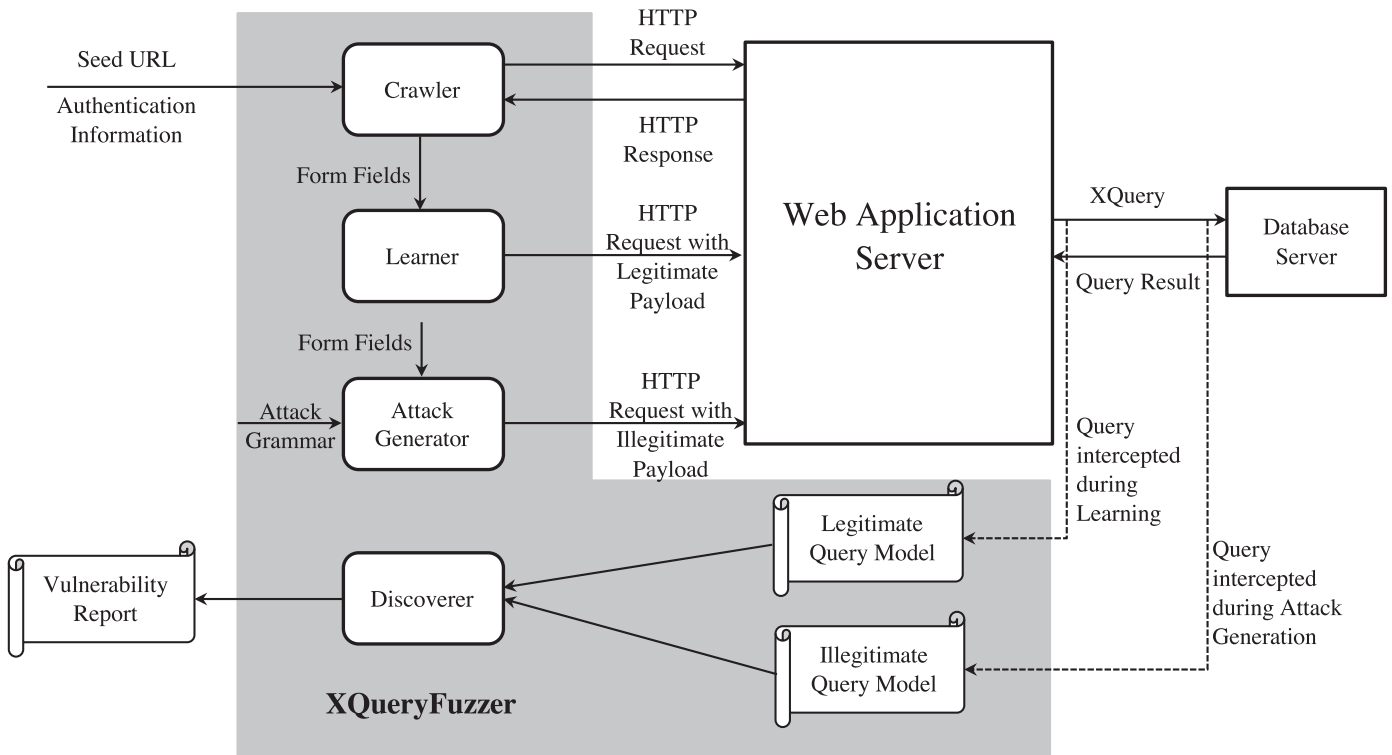 HTTP
Request
Seed URL
Authentication
Information
Crawler
HTTP
Response
Form Fields
Learner
HTTP
Request with
Legitimate
Payload
Web Application
Server
XQuery
Query Result
Database
Server
Form Fields
Attack
Grammar
Attack
Generator
HTTP
Request with
Illegitimate
Payload
Query
intercepted
during
Learning
Legitimate
Query Model
Query
intercepted
during Attack
Generation
Vulnerability
Report
Discoverer
Illegitimate
Query Model
XQueryFuzzer